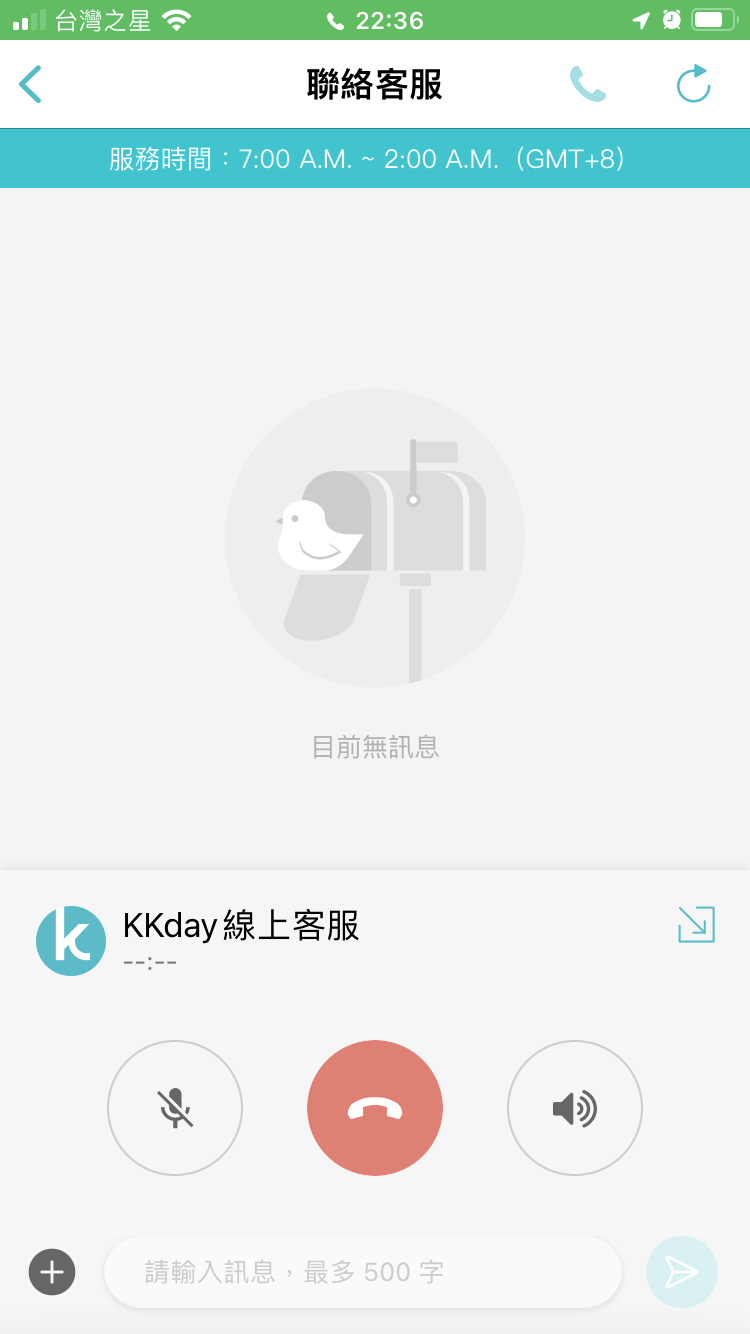 台灣之星 22:36
聯絡客服
服務時間：7:00 A.M. ~ 2:00 A.M.（GMT+8）
目前無訊息
KKday 線上客服
--:--
請輸入訊息，最多 500 字